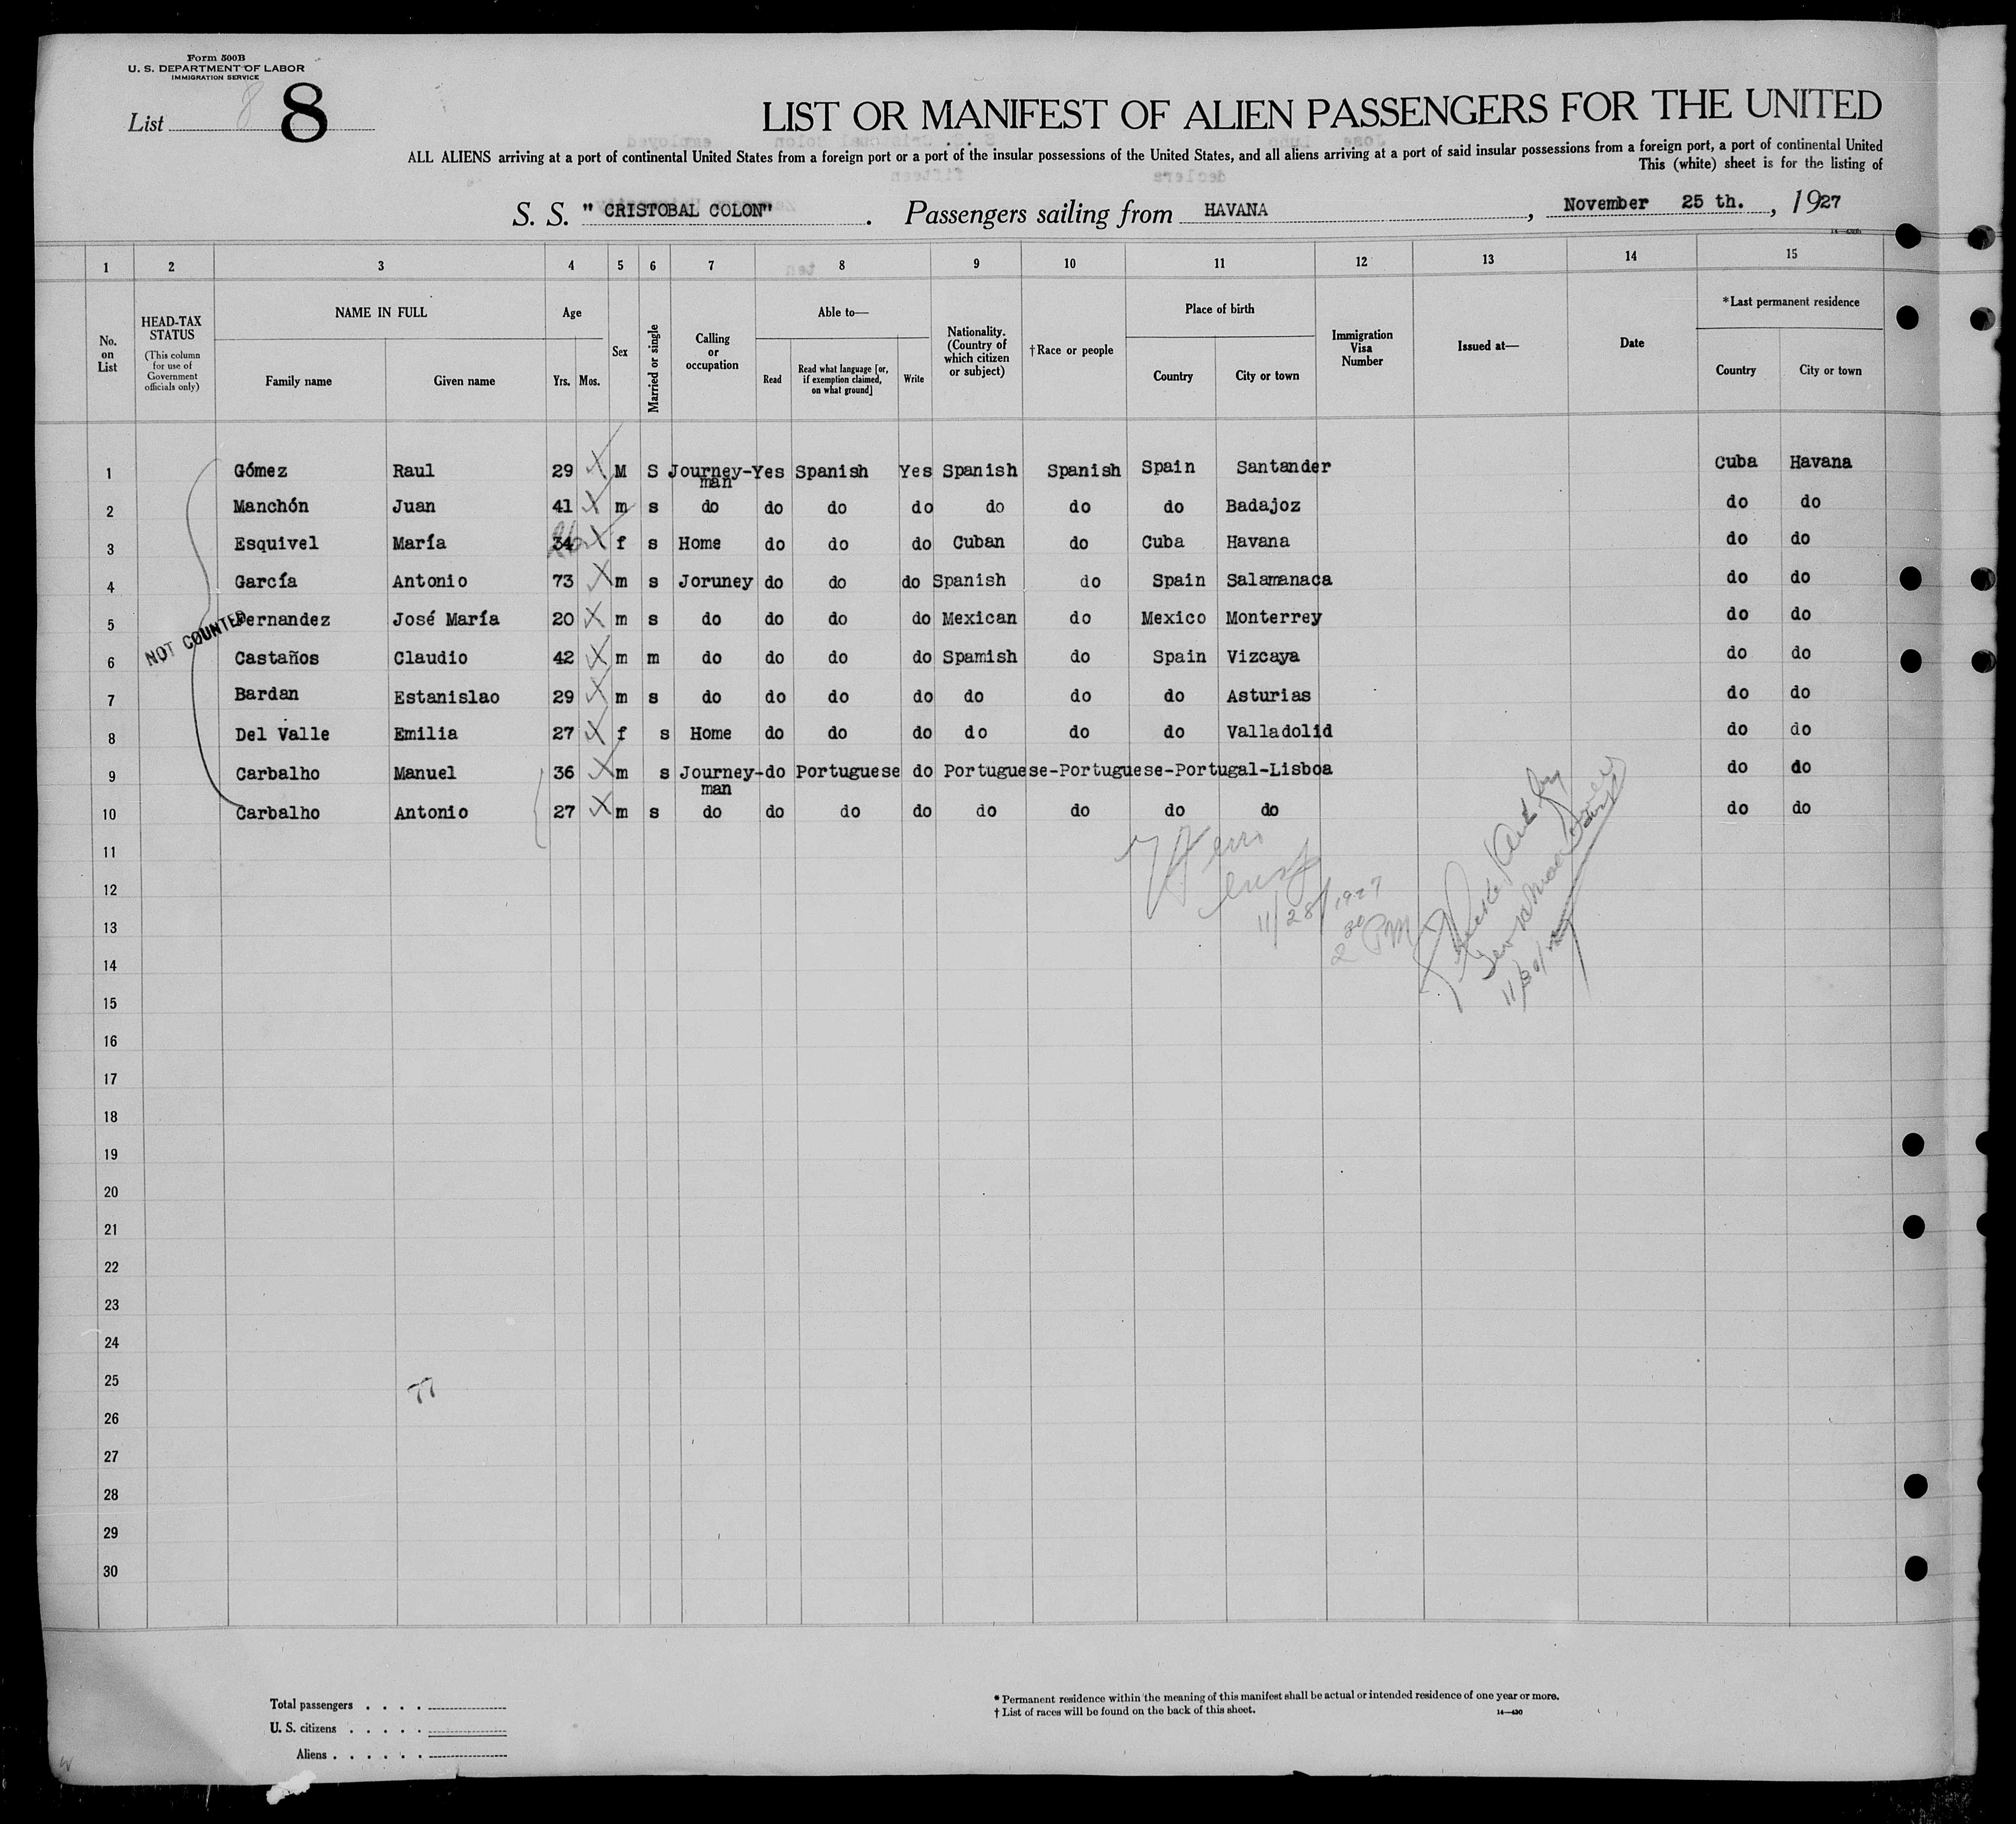 Form 500B
U. S. DEPARTMENT OF LABOR
IMMIGRATION SERVICE
List 8 8
LIST OR MANIFEST OF ALIEN PASSENGERS FOR THE UNITED
ALL ALIENS arriving at a port of continental United States from a foreign port or a port of the insular possessions of the United States, and all aliens arriving at a port of said insular possessions from a foreign port, a port of continental United
This (white) sheet is for the listing of
S. S. " CRISTOBAL COLON" . Passengers sailing from HAVANA , November 25 th. , 1927
1 2 3 4 5 6 7 8 9 10 11 12 13 14 15
No. on List
HEAD-TAX STATUS (This column for use of Government officials only)
NAME IN FULL
Family name Given name
Age
Yrs. Mos.
Sex
Married or single
Calling or occupation
Able to—
Read
Read what language [or, if exemption claimed, on what ground]
Write
Nationality. (Country of which citizen or subject)
†Race or people
Place of birth
Country City or town
Immigration Visa Number
Issued at—
Date
*Last permanent residence
Country City or town
1 Gómez Raul 29 M S Journey-man Yes Spanish Yes Spanish Spanish Spain Santander Cuba Havana
2 Manchón Juan 41 m s do do do do do do do Badajoz do do
3 Esquivel María 34 26 f s Home do do do Cuban do Cuba Havana do do
4 García Antonio 73 m s Joruney do do do Spanish do Spain Salamanaca do do
5 Fernandez José María 20 m s do do do do Mexican do Mexico Monterrey do do
6 Castaños Claudio 42 m m do do do do Spamish do Spain Vizcaya do do
7 Bardan Estanislao 29 m s do do do do do do do Asturias do do
8 Del Valle Emilia 27 f s Home do do do do do do Valladolid do do
9 Carbalho Manuel 36 m s Journey-man do Portuguese do Portuguese-Portuguese-Portugal-Lisboa do do
10 Carbalho Antonio 27 m s do do do do do do do do do do
NOT COUNTED
11
12
11/28/1927
13
2 30 PM
14
15
16
17
18
19
20
21
22
23
24
25
77
26
27
28
29
30
Total passengers . . . .
U. S. citizens . . . . .
Aliens . . . . . .
* Permanent residence within the meaning of this manifest shall be actual or intended residence of one year or more.
† List of races will be found on the back of this sheet. 14—430